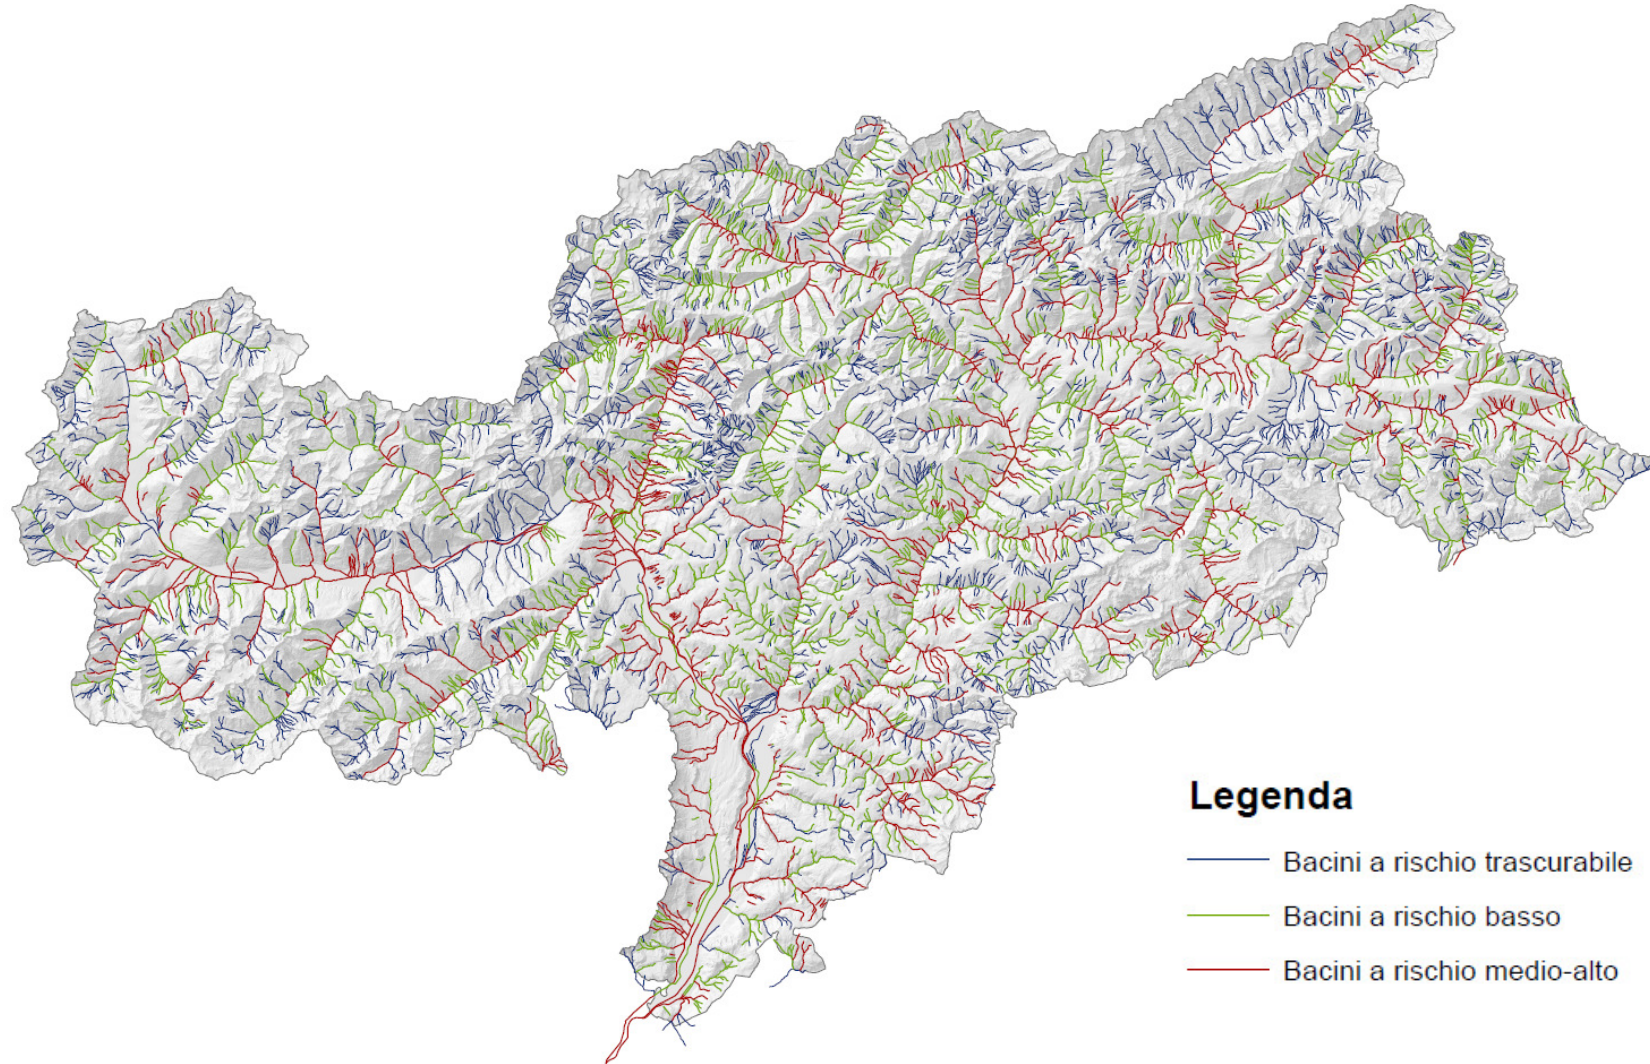 Legenda
Bacini a rischio trascurabile
Bacini a rischio basso
Bacini a rischio medio-alto